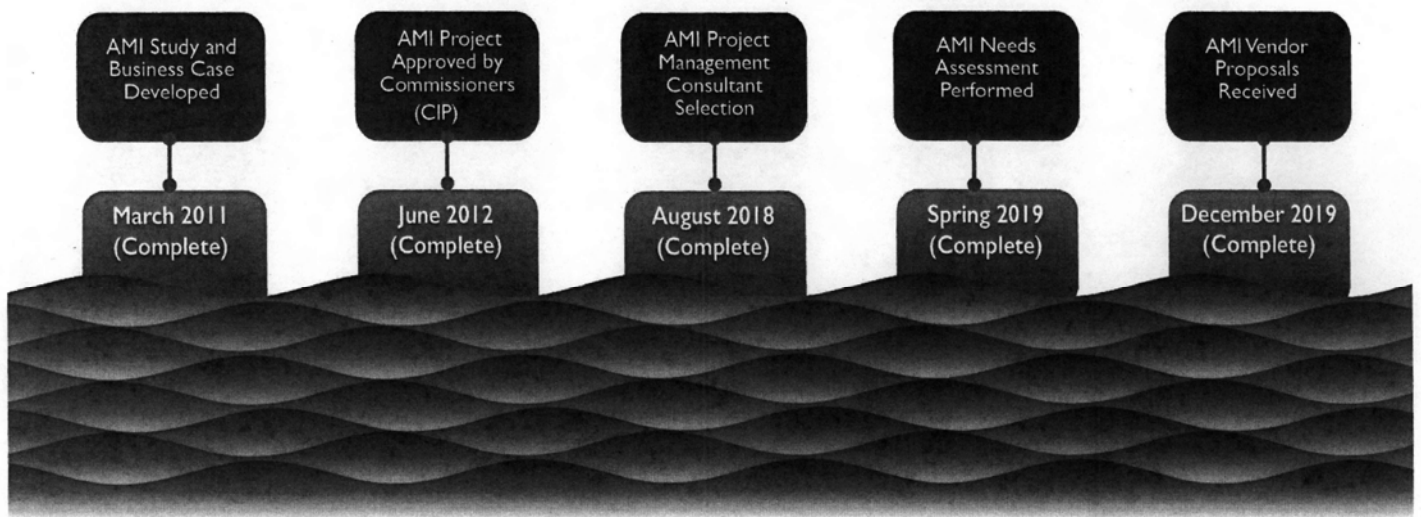 AMI Study and
Business Case
Developed
AMI Project
Approved by
Commissioners
(CIP)
AMI Project
Management
Consultant
Selection
AMI Needs
Assessment
Performed
AMI Vendor
Proposals
Received
March 2011
(Complete)
June 2012
(Complete)
August 2018
(Complete)
Spring 2019
(Complete)
December 2019
(Complete)